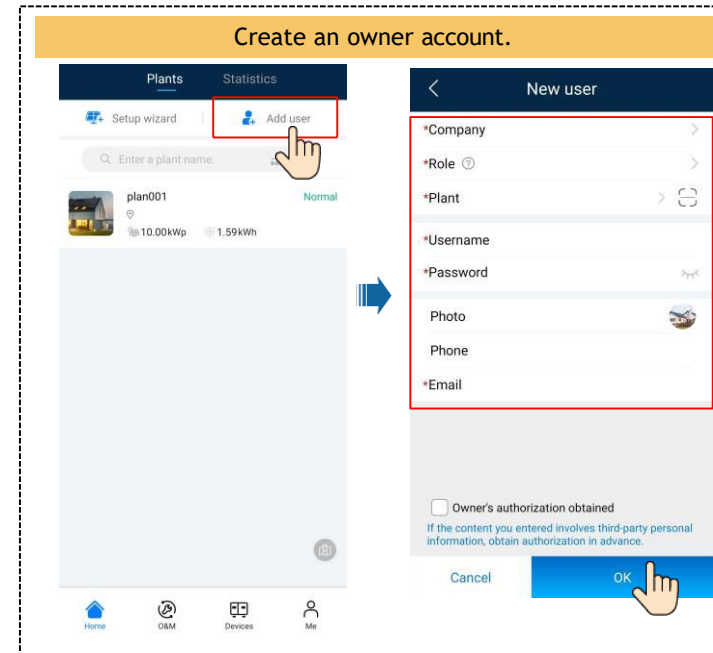 Create an owner account.
Plants Statistics
Setup wizard Add user
Enter a plant name.
plan001 Normal
10.00kWp 1.59kWh
Home O&M Devices Me
New user
*Company
*Role ?
*Plant
*Username
*Password
Photo
Phone
*Email
Owner's authorization obtained
If the content you entered involves third-party personal
information, obtain authorization in advance.
Cancel OK